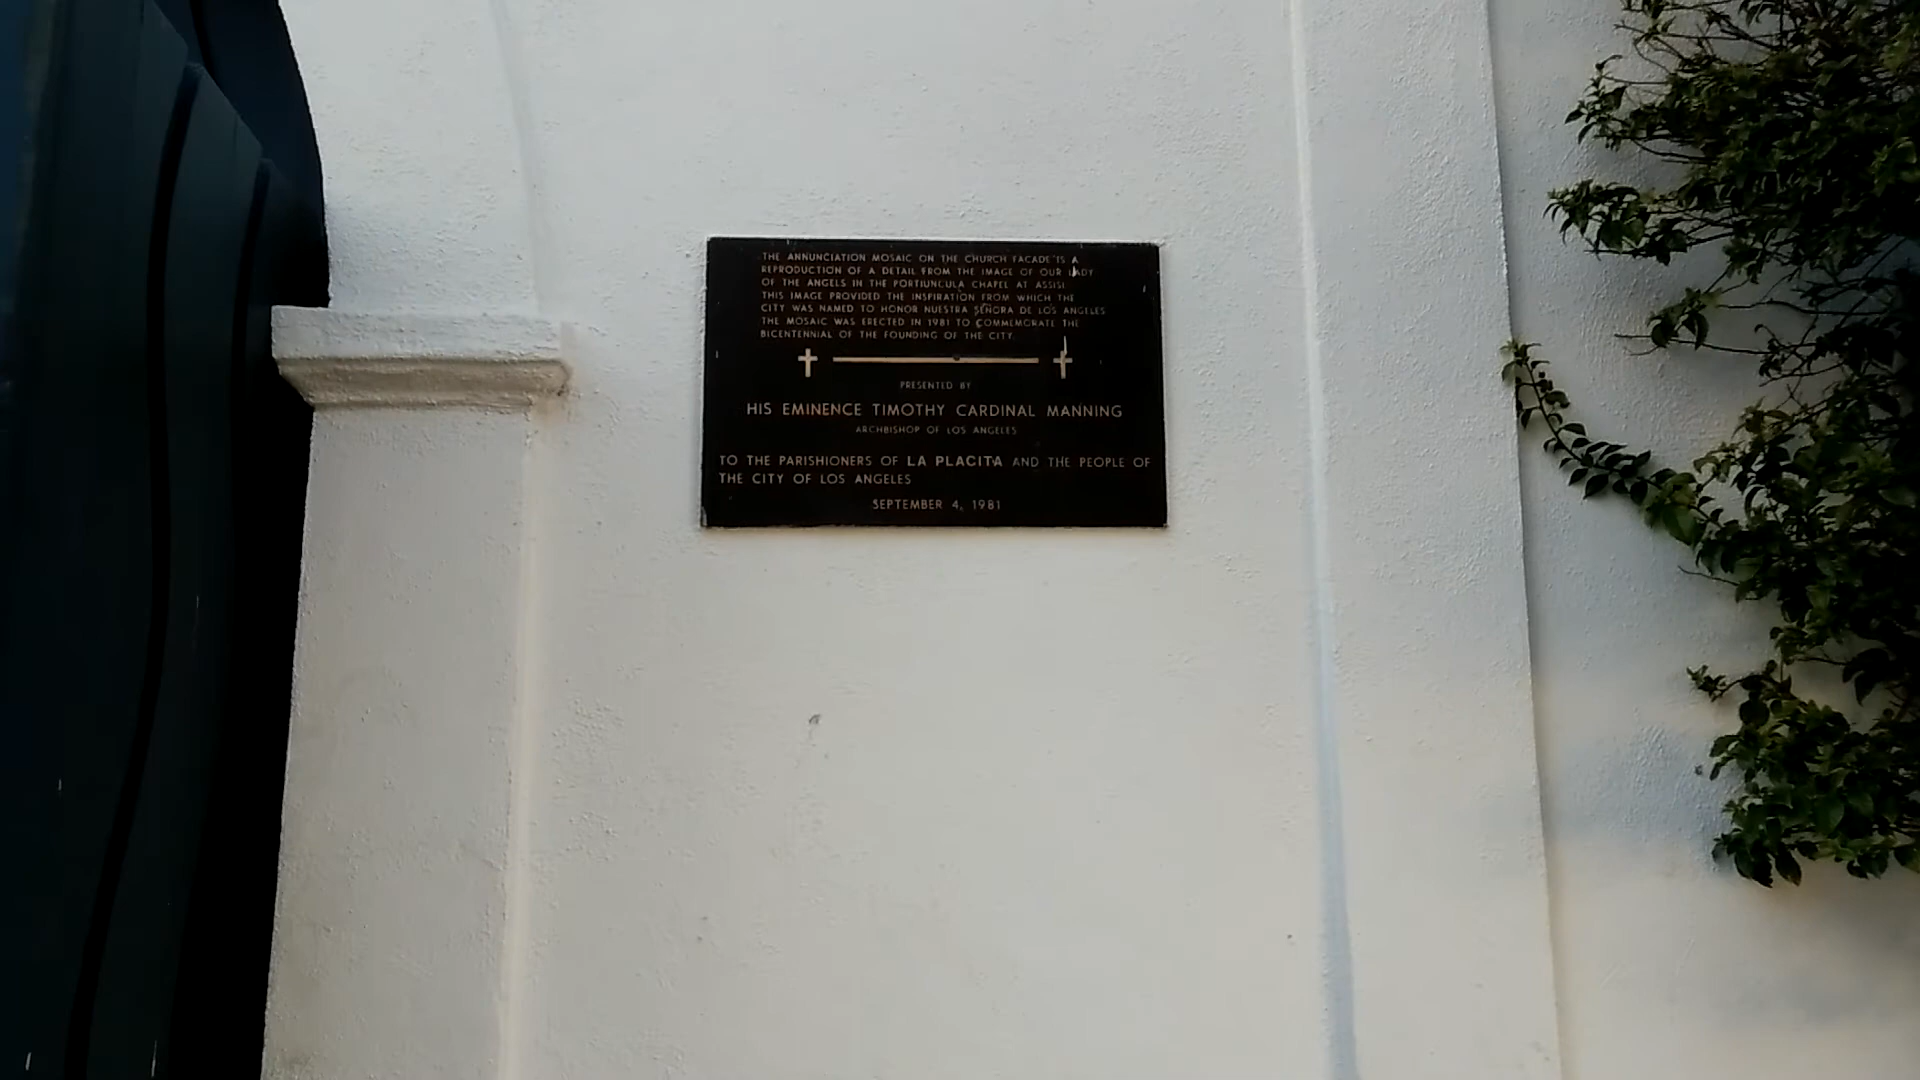 THE ANNUNCIATION MOSAIC ON THE CHURCH FACADE IS A
REPRODUCTION OF A DETAIL FROM THE IMAGE OF OUR LADY
OF THE ANGELS IN THE PORTIUNCULA CHAPEL AT ASSISI
THIS IMAGE PROVIDED THE INSPIRATION FROM WHICH THE
CITY WAS NAMED TO HONOR NUESTRA SEÑORA DE LOS ANGELES
THE MOSAIC WAS ERECTED IN 1981 TO COMMEMORATE THE
BICENTENNIAL OF THE FOUNDING OF THE CITY.
PRESENTED BY
HIS EMINENCE TIMOTHY CARDINAL MANNING
ARCHBISHOP OF LOS ANGELES
TO THE PARISHIONERS OF LA PLACITA AND THE PEOPLE OF
THE CITY OF LOS ANGELES
SEPTEMBER 4, 1981